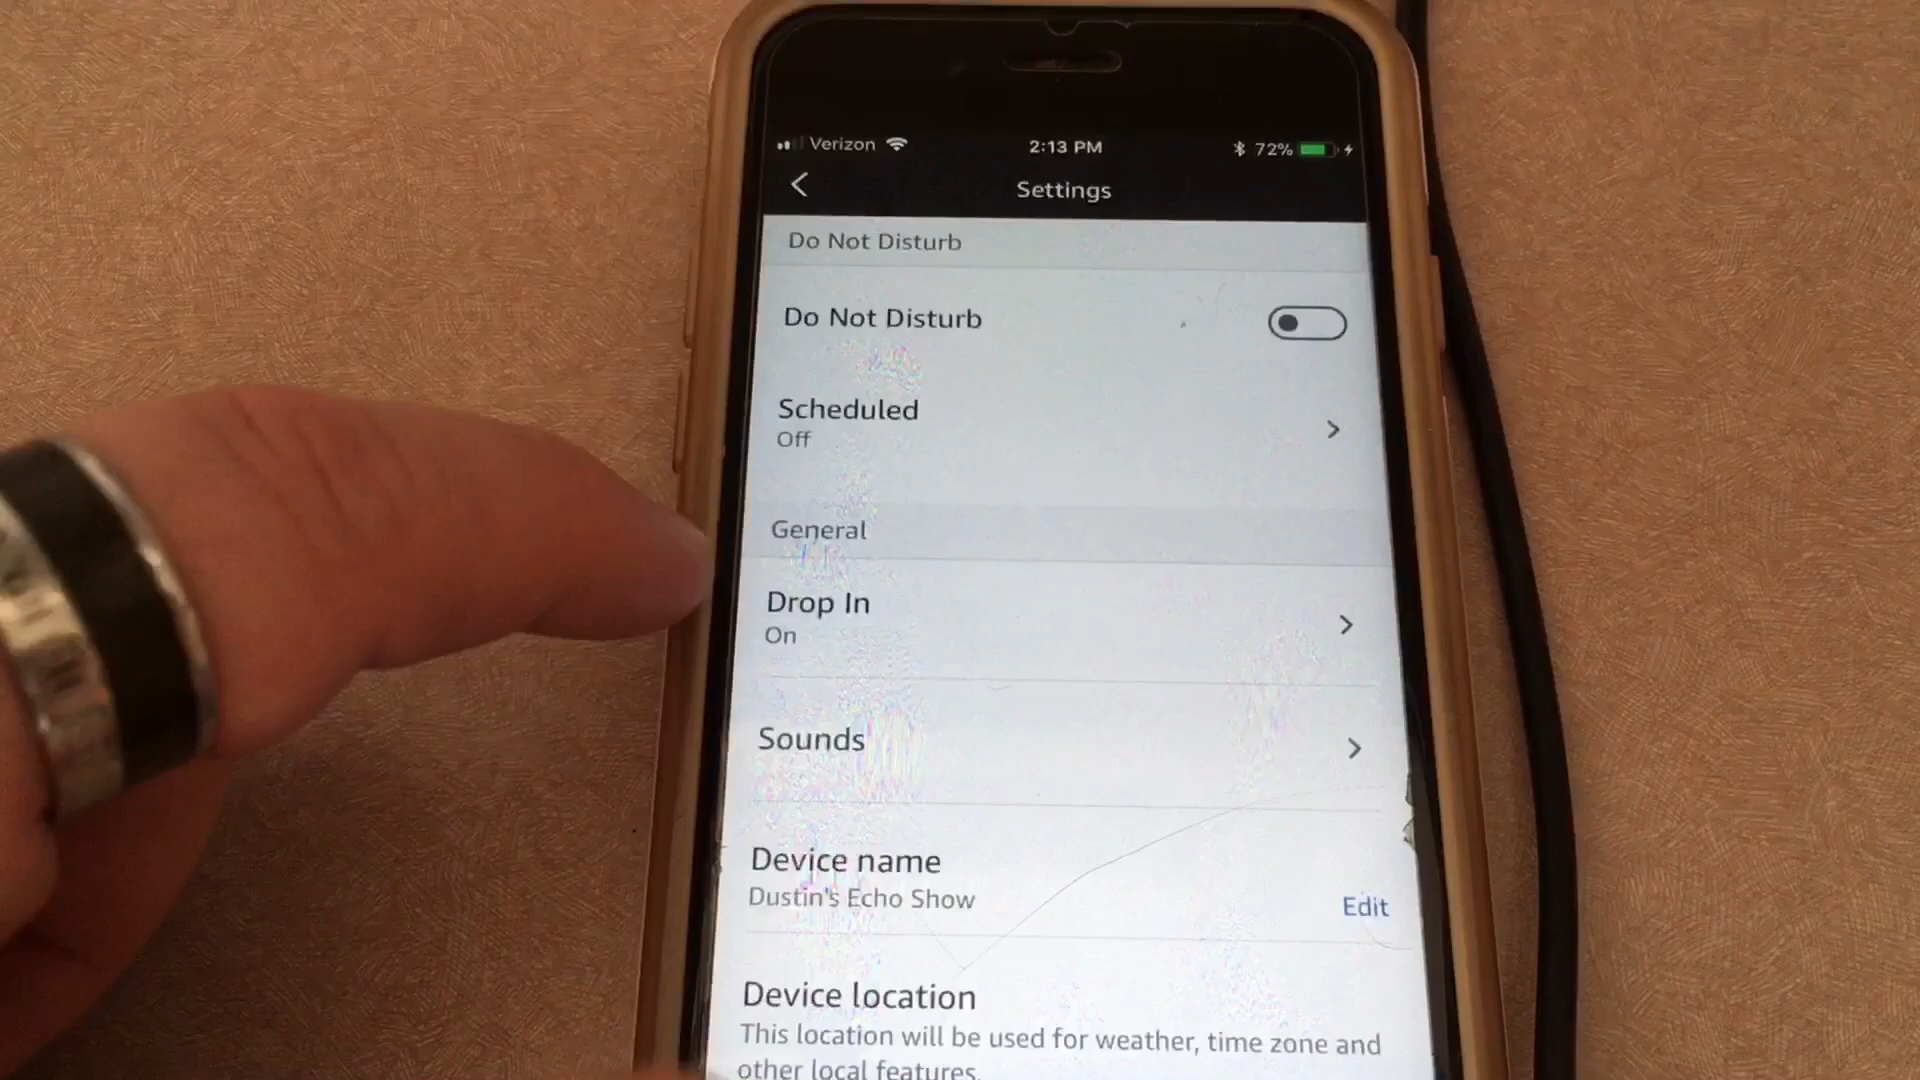 Verizon 2:13 PM 72%
Settings
Do Not Disturb
Do Not Disturb
Scheduled
Off
General
Drop In
On
Sounds
Device name
Dustin's Echo Show
Edit
Device location
This location will be used for weather, time zone and
other local features.